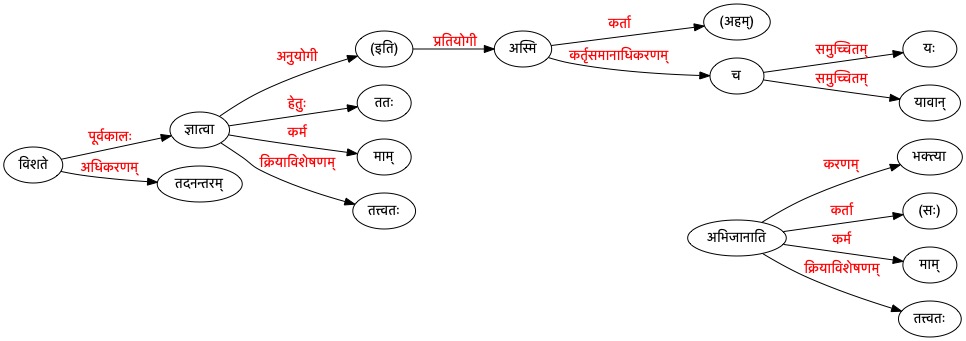 कर्ता
(अहम्)
अनुयोगी
(इति)
प्रतियोगी
अस्मि
कर्तृसमानाधिकरणम्
समुच्चितम्
यः
च
समुच्चितम्
यावान्
हेतुः
ततः
पूर्वकालः
ज्ञात्वा
कर्म
माम्
विशते
अधिकरणम्
तदनन्तरम्
क्रियाविशेषणम्
तत्त्वतः
करणम्
भक्त्या
कर्ता
(सः)
अभिजानाति
कर्म
माम्
क्रियाविशेषणम्
तत्त्वतः